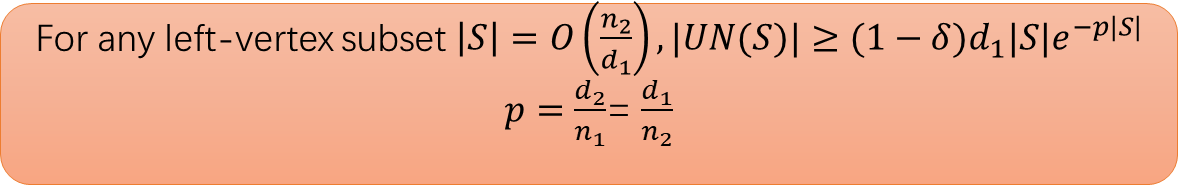 For any left-vertex subset |S| = O(n₂/d₁), |UN(S)| ≥ (1 − δ)d₁|S|e^{−p|S|}
p = d₂/n₁ = d₁/n₂